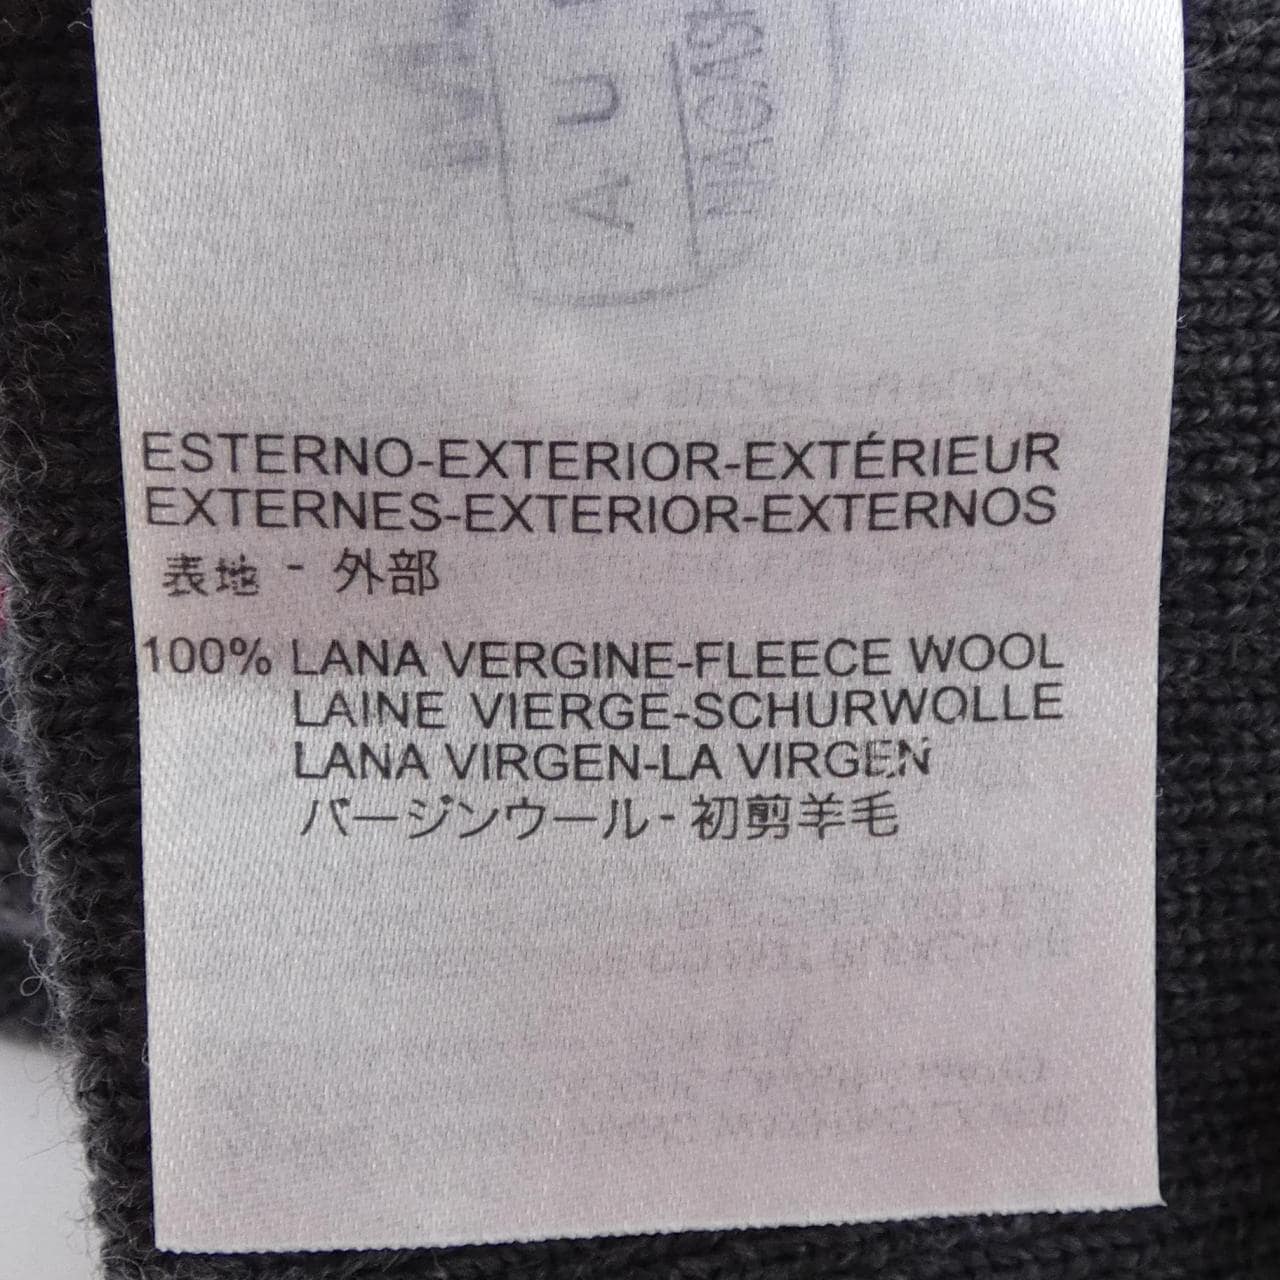 ESTERNO-EXTERIOR-EXTÉRIEUR
EXTERNES-EXTERIOR-EXTERNOS
表地 - 外部
100% LANA VERGINE-FLEECE WOOL
LAINE VIERGE-SCHURWOLLE
LANA VIRGEN-LA VIRGEN
バージンウール - 初剪羊毛